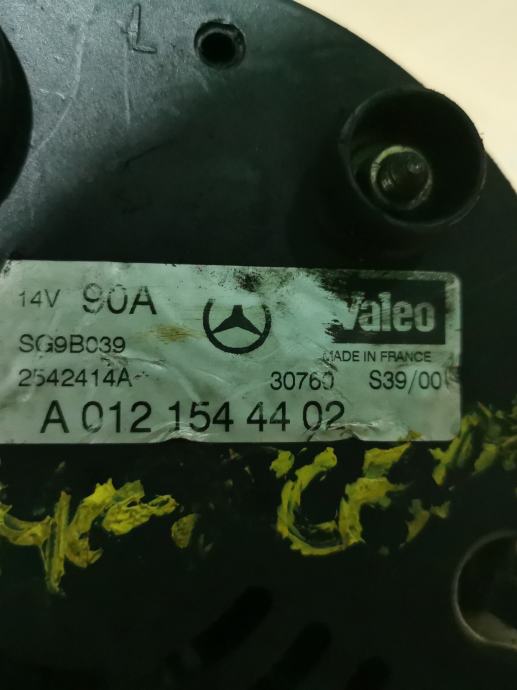 14V 90A Valeo
SG9B039 MADE IN FRANCE
2542414A 30760 S39/00
A 012 154 44 02